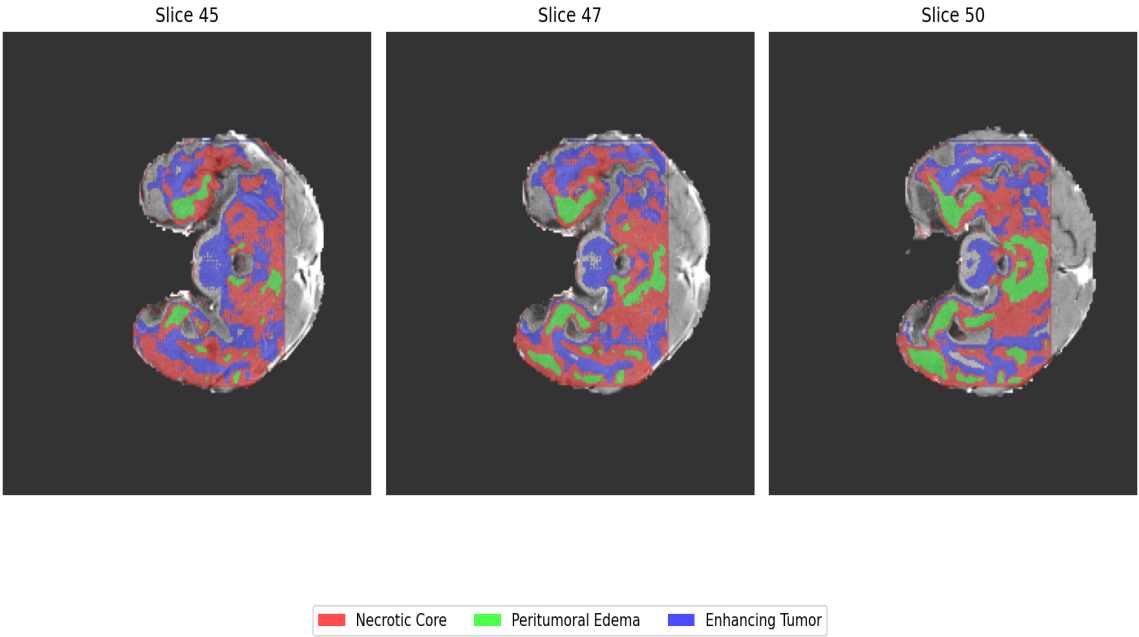 Slice 45
Slice 47
Slice 50
Necrotic Core
Peritumoral Edema
Enhancing Tumor